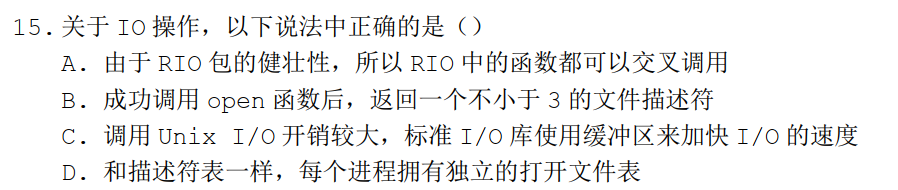 15.关于 IO 操作，以下说法中正确的是（）
A. 由于 RIO 包的健壮性，所以 RIO 中的函数都可以交叉调用
B. 成功调用 open 函数后，返回一个不小于 3 的文件描述符
C. 调用 Unix I/O 开销较大，标准 I/O 库使用缓冲区来加快 I/O 的速度
D. 和描述符表一样，每个进程拥有独立的打开文件表